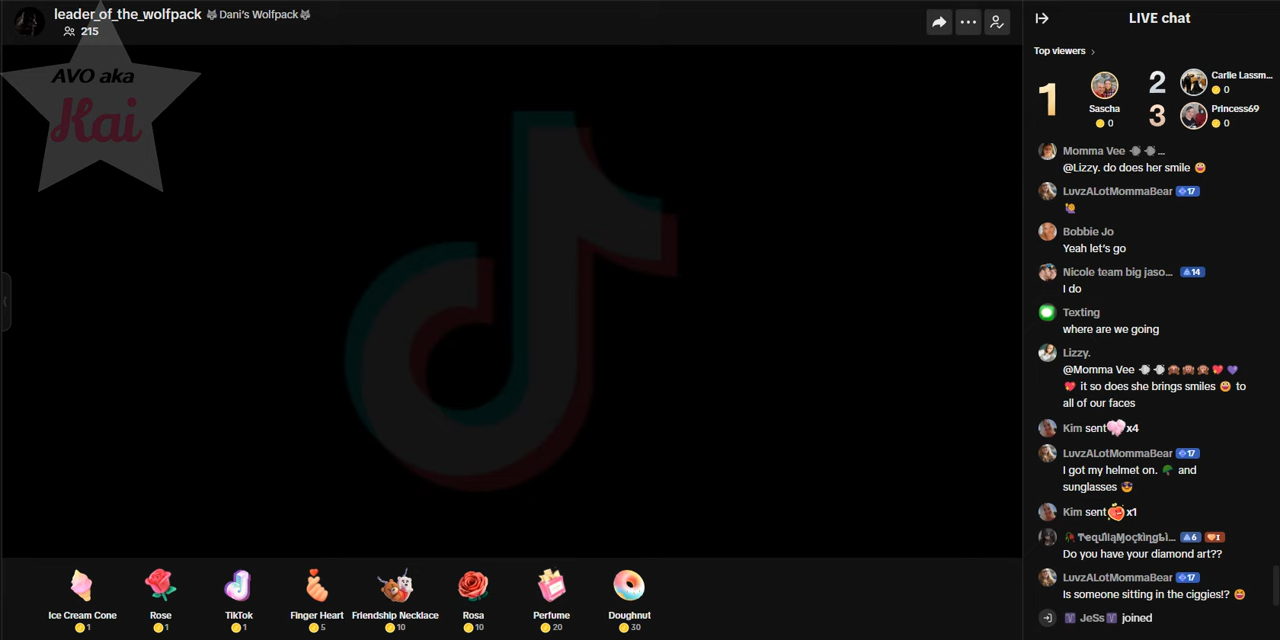 leader_of_the_wolfpack 🐺Dani's Wolfpack🐺
215
AVO aka
Kai
LIVE chat
Top viewers
1
Sascha
0
2
Carlie Lassm...
0
3
Princess69
0
Momma Vee 🗣🗣...
@Lizzy. do does her smile 😀
LuvzALotMommaBear 17
Bobbie Jo
Yeah let's go
Nicole team big jaso... 14
I do
Texting
where are we going
Lizzy.
@Momma Vee 🗣🗣🙈🙈🙈💖💜
💖 it so does she brings smiles 😀 to
all of our faces
Kim sent x4
LuvzALotMommaBear 17
I got my helmet on. 🪖 and
sunglasses 😎
Kim sent x1
6 I
Do you have your diamond art??
LuvzALotMommaBear 17
Is someone sitting in the ciggies!? 😄
JeSs joined
Ice Cream Cone
1
Rose
1
TikTok
1
Finger Heart
5
Friendship Necklace
10
Rosa
10
Perfume
20
Doughnut
30